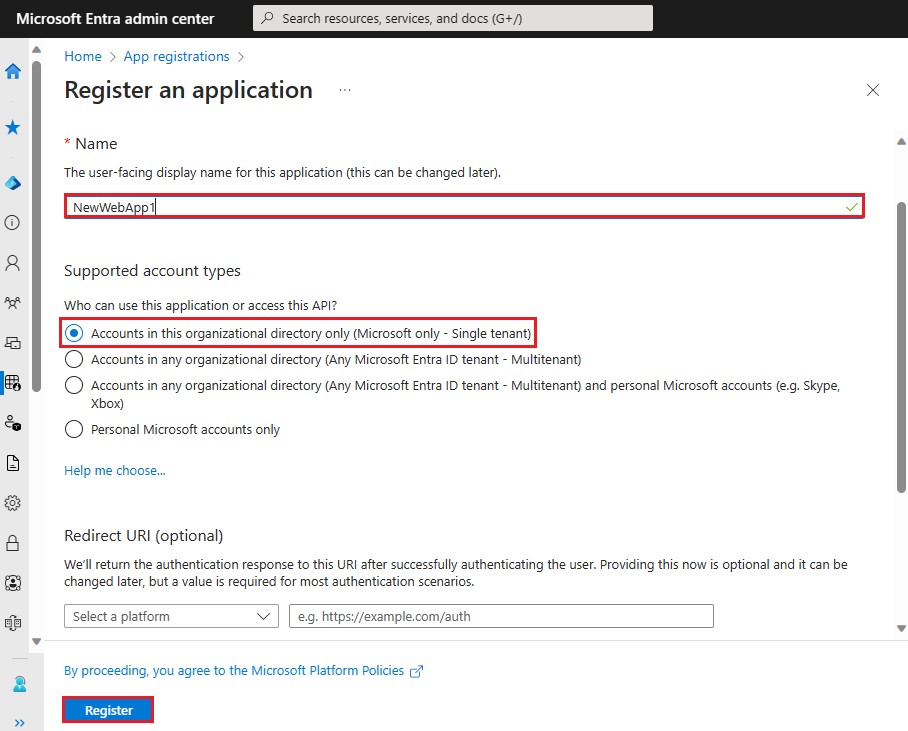 Microsoft Entra admin center
Search resources, services, and docs (G+/)
Home > App registrations >
Register an application ...
* Name
The user-facing display name for this application (this can be changed later).
NewWebApp1
Supported account types
Who can use this application or access this API?
Accounts in this organizational directory only (Microsoft only - Single tenant)
Accounts in any organizational directory (Any Microsoft Entra ID tenant - Multitenant)
Accounts in any organizational directory (Any Microsoft Entra ID tenant - Multitenant) and personal Microsoft accounts (e.g. Skype,
Xbox)
Personal Microsoft accounts only
Help me choose...
Redirect URI (optional)
We'll return the authentication response to this URI after successfully authenticating the user. Providing this now is optional and it can be
changed later, but a value is required for most authentication scenarios.
Select a platform
e.g. https://example.com/auth
By proceeding, you agree to the Microsoft Platform Policies
Register